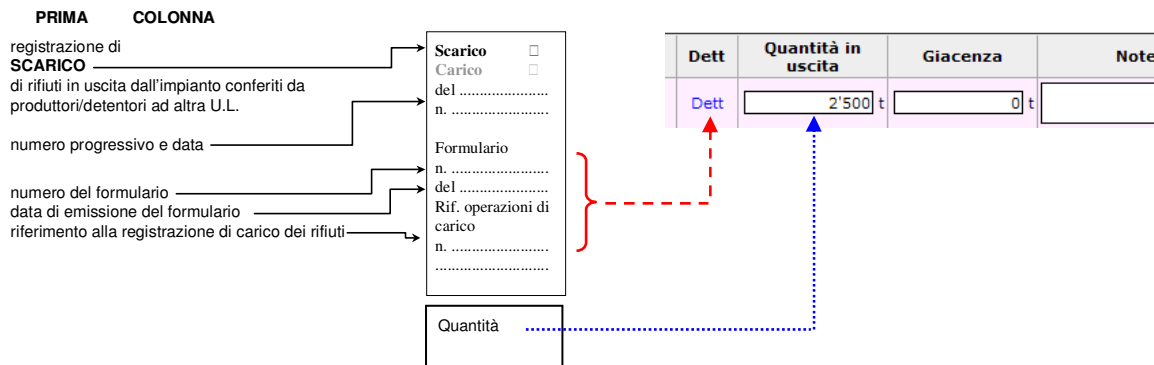 PRIMA COLONNA
registrazione di
SCARICO
di rifiuti in uscita dall'impianto conferiti da
produttori/detentori ad altra U.L.
numero progressivo e data
numero del formulario
data di emissione del formulario
riferimento alla registrazione di carico dei rifiuti
Scarico □
Carico □
del ......................
n. ........................
Formulario
n. ........................
del ......................
Rif. operazioni di
carico
n. ........................
............................
Quantità
Dett Quantità in uscita Giacenza Note
Dett 2'500 t 0 t